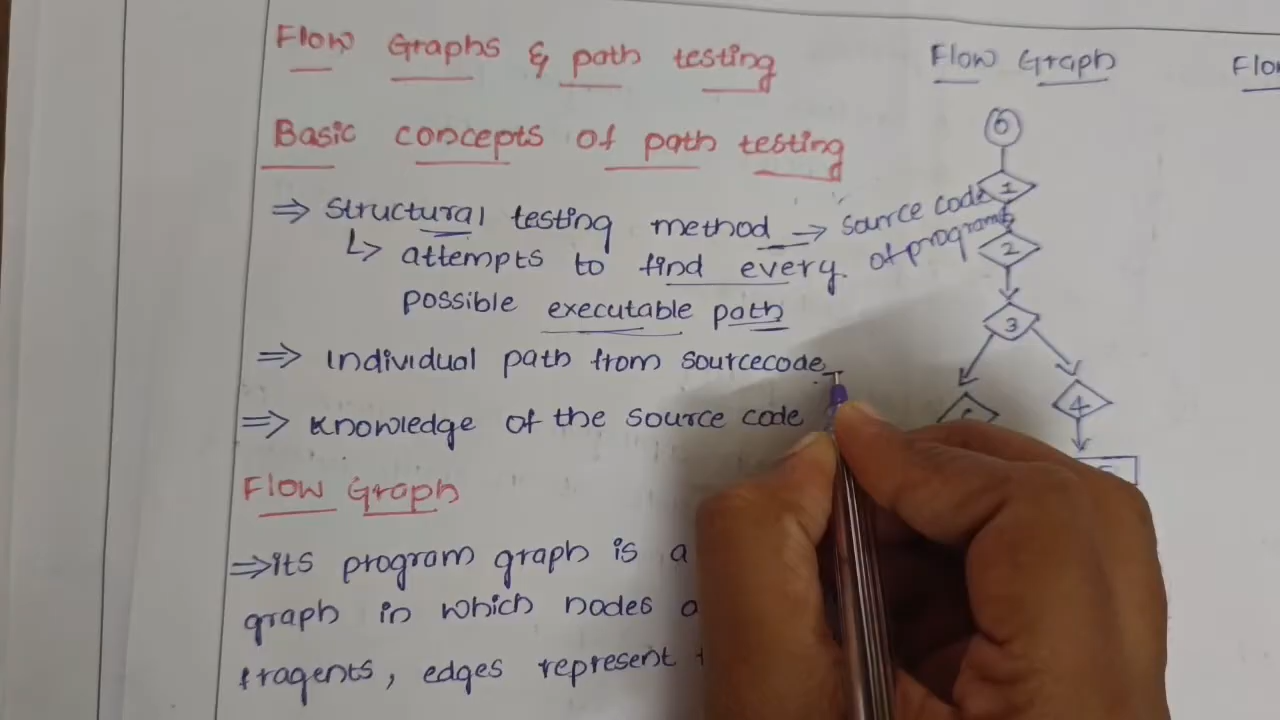 Flow Graphs & path testing
Basic concepts of path testing
⇒ Structural testing method → source code of program
↳ attempts to find every possible executable path
⇒ Individual path from sourcecode
⇒ Knowledge of the source code
Flow Graph
⇒ its program graph is a
graph in which nodes
fragents, edges represent
Flow Graph
1
2
3
4